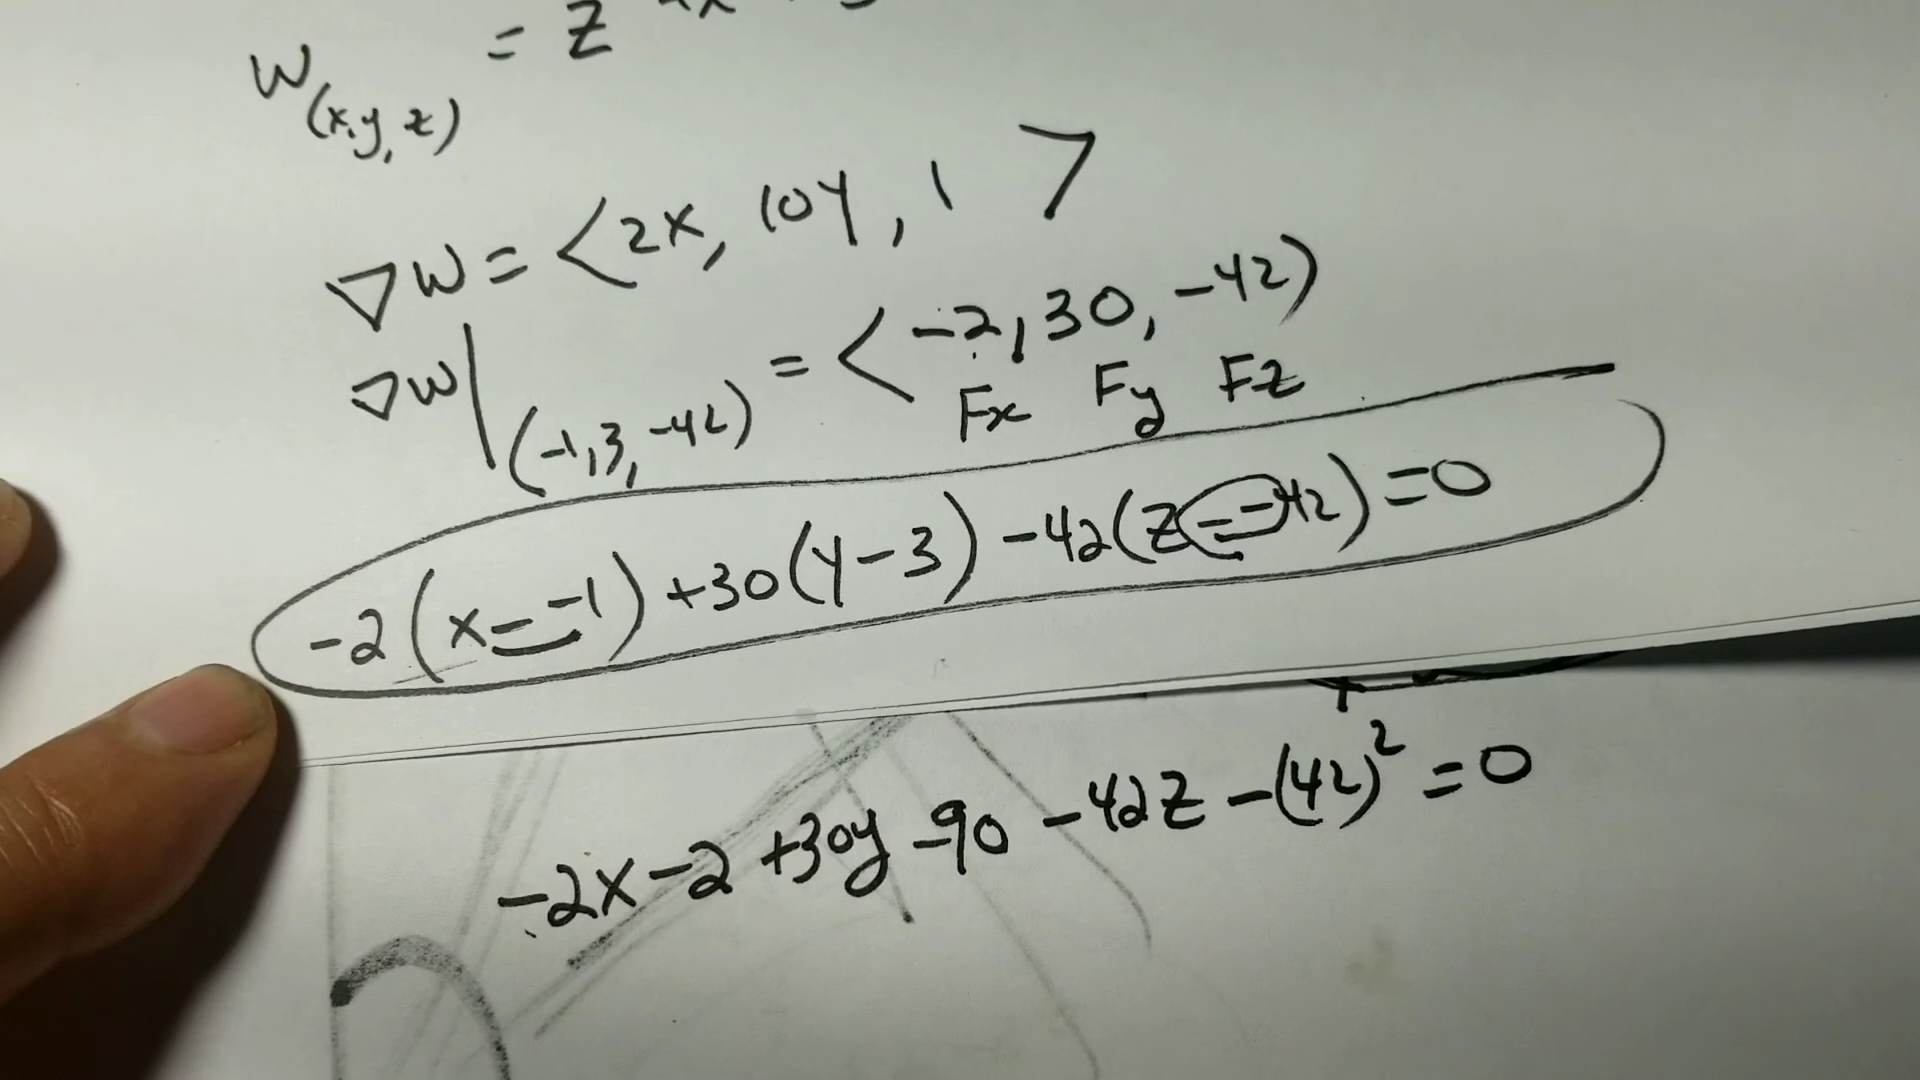 W(x,y,z) = z
∇W = <2x, 10y, 1>
∇W|(-1,3,-42) = <-2, 30, -42)
Fx Fy Fz
-2(x--1)+30(y-3)-42(z--42)=0
-2x-2+30y-90-42z-(42)²=0